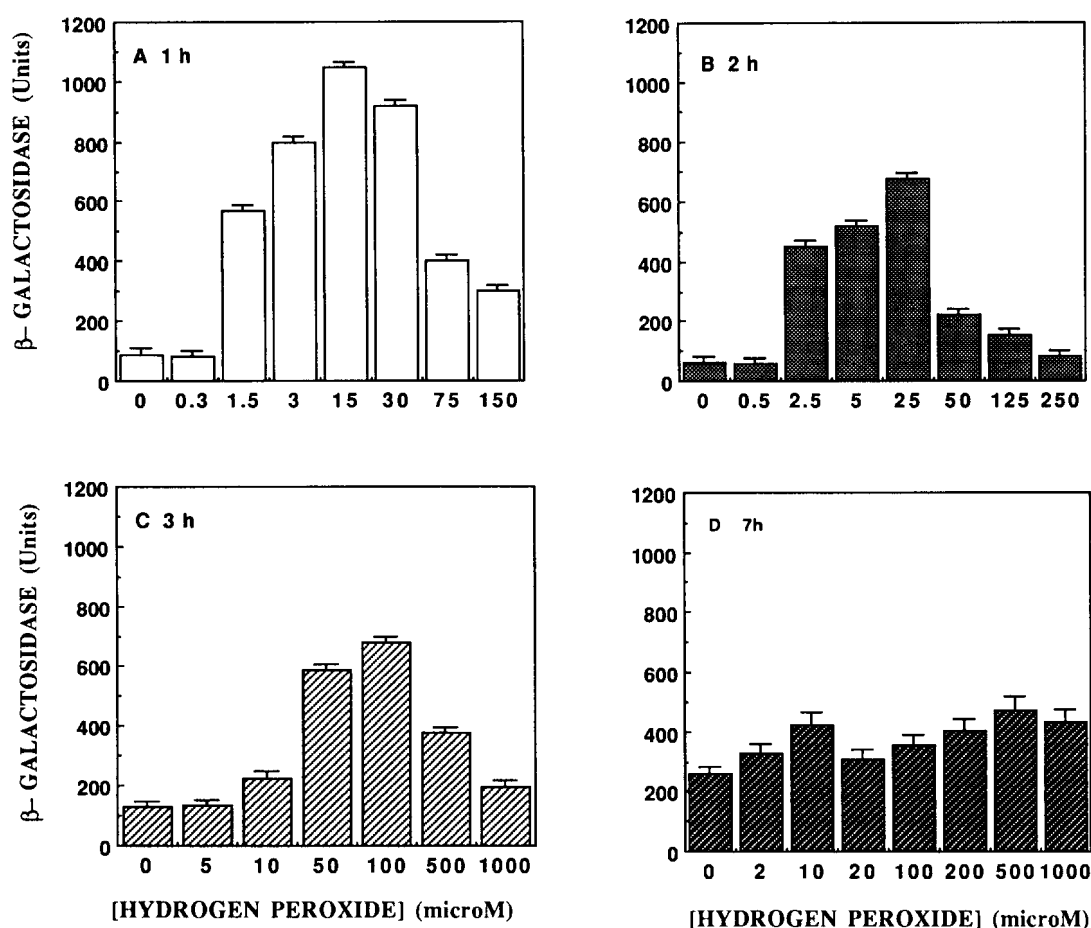 A 1 h
β- GALACTOSIDASE (Units)
1200
1000
800
600
400
200
0
0 0.3 1.5 3 15 30 75 150
B 2 h
1200
1000
800
600
400
200
0
0 0.5 2.5 5 25 50 125 250
C 3 h
β- GALACTOSIDASE (Units)
1200
1000
800
600
400
200
0
0 5 10 50 100 500 1000
[HYDROGEN PEROXIDE] (microM)
D 7h
1200
1000
800
600
400
200
0
0 2 10 20 100 200 500 1000
[HYDROGEN PEROXIDE] (microM)